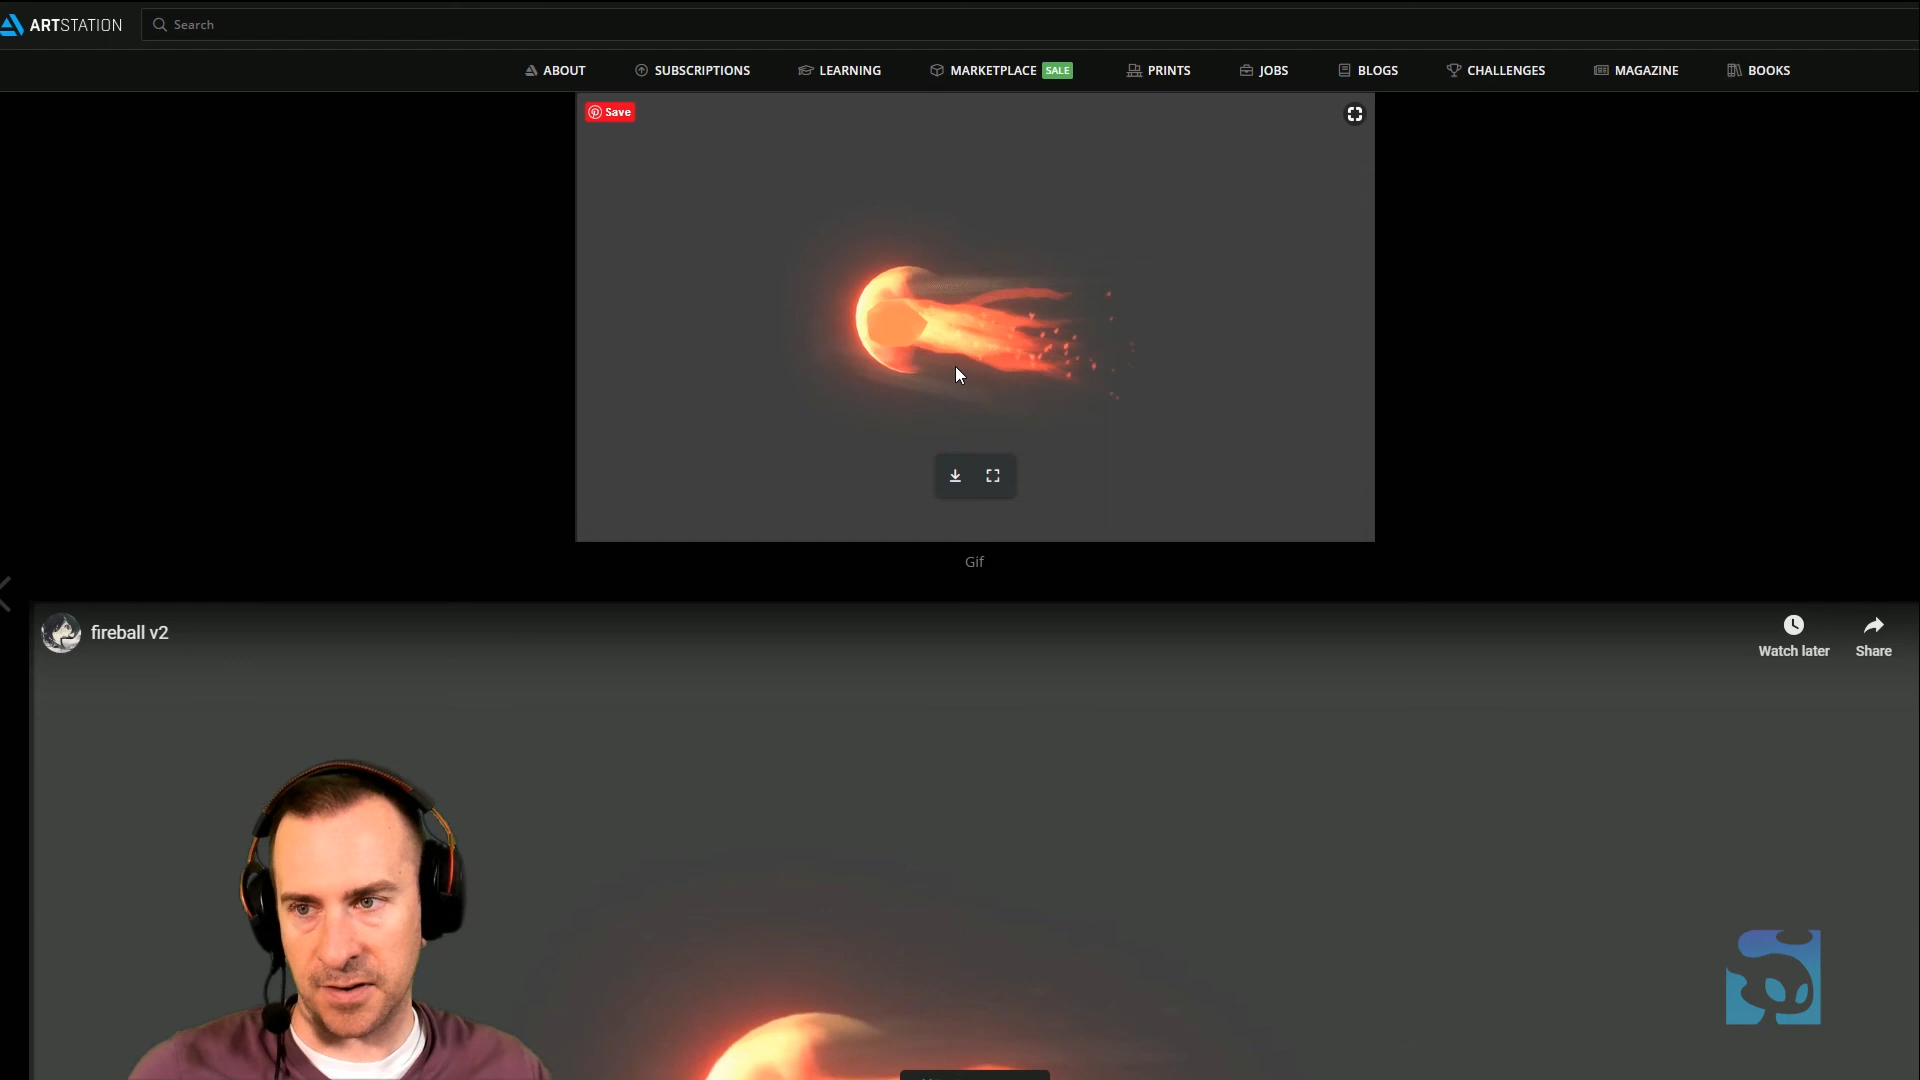 ARTSTATION
Search
ABOUT
SUBSCRIPTIONS
LEARNING
MARKETPLACE SALE
PRINTS
JOBS
BLOGS
CHALLENGES
MAGAZINE
BOOKS
Save
Gif
fireball v2
Watch later
Share